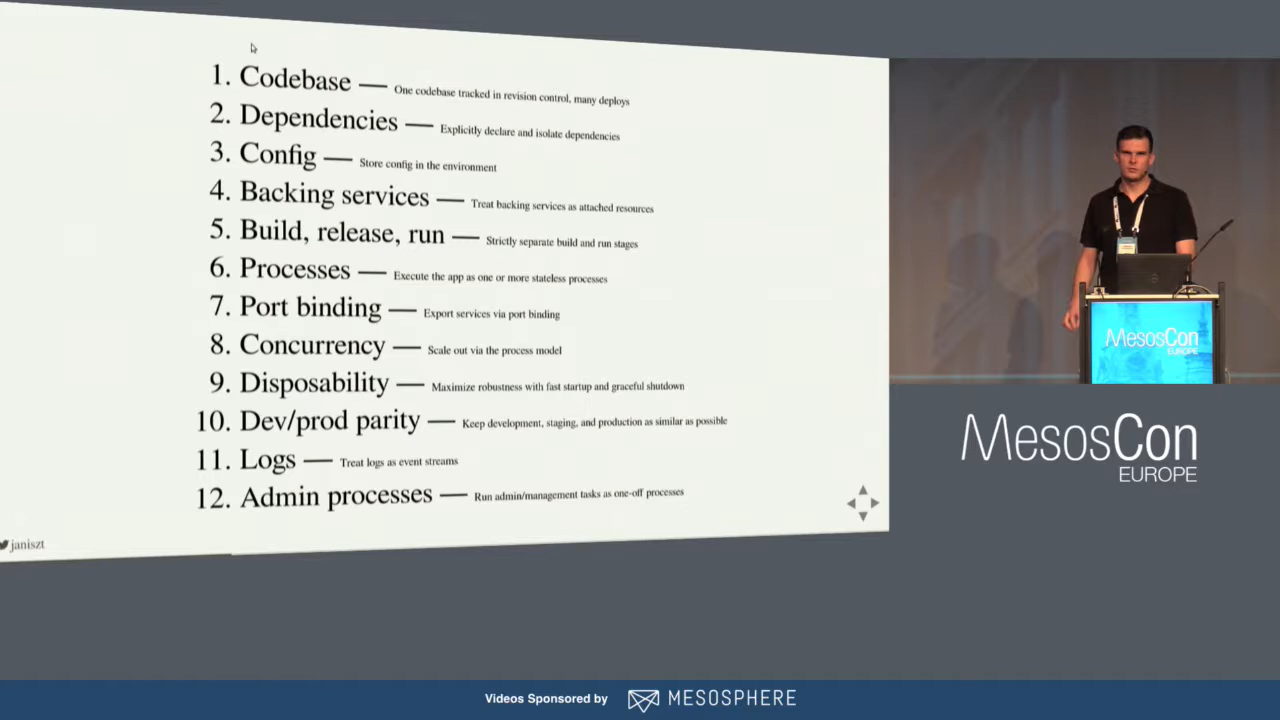 1. Codebase — One codebase tracked in revision control, many deploys
2. Dependencies — Explicitly declare and isolate dependencies
3. Config — Store config in the environment
4. Backing services — Treat backing services as attached resources
5. Build, release, run — Strictly separate build and run stages
6. Processes — Execute the app as one or more stateless processes
7. Port binding — Export services via port binding
8. Concurrency — Scale out via the process model
9. Disposability — Maximize robustness with fast startup and graceful shutdown
10. Dev/prod parity — Keep development, staging, and production as similar as possible
11. Logs — Treat logs as event streams
12. Admin processes — Run admin/management tasks as one-off processes
janiszt
MesosCon
EUROPE
MesosCon
EUROPE
Videos Sponsored by MESOSPHERE